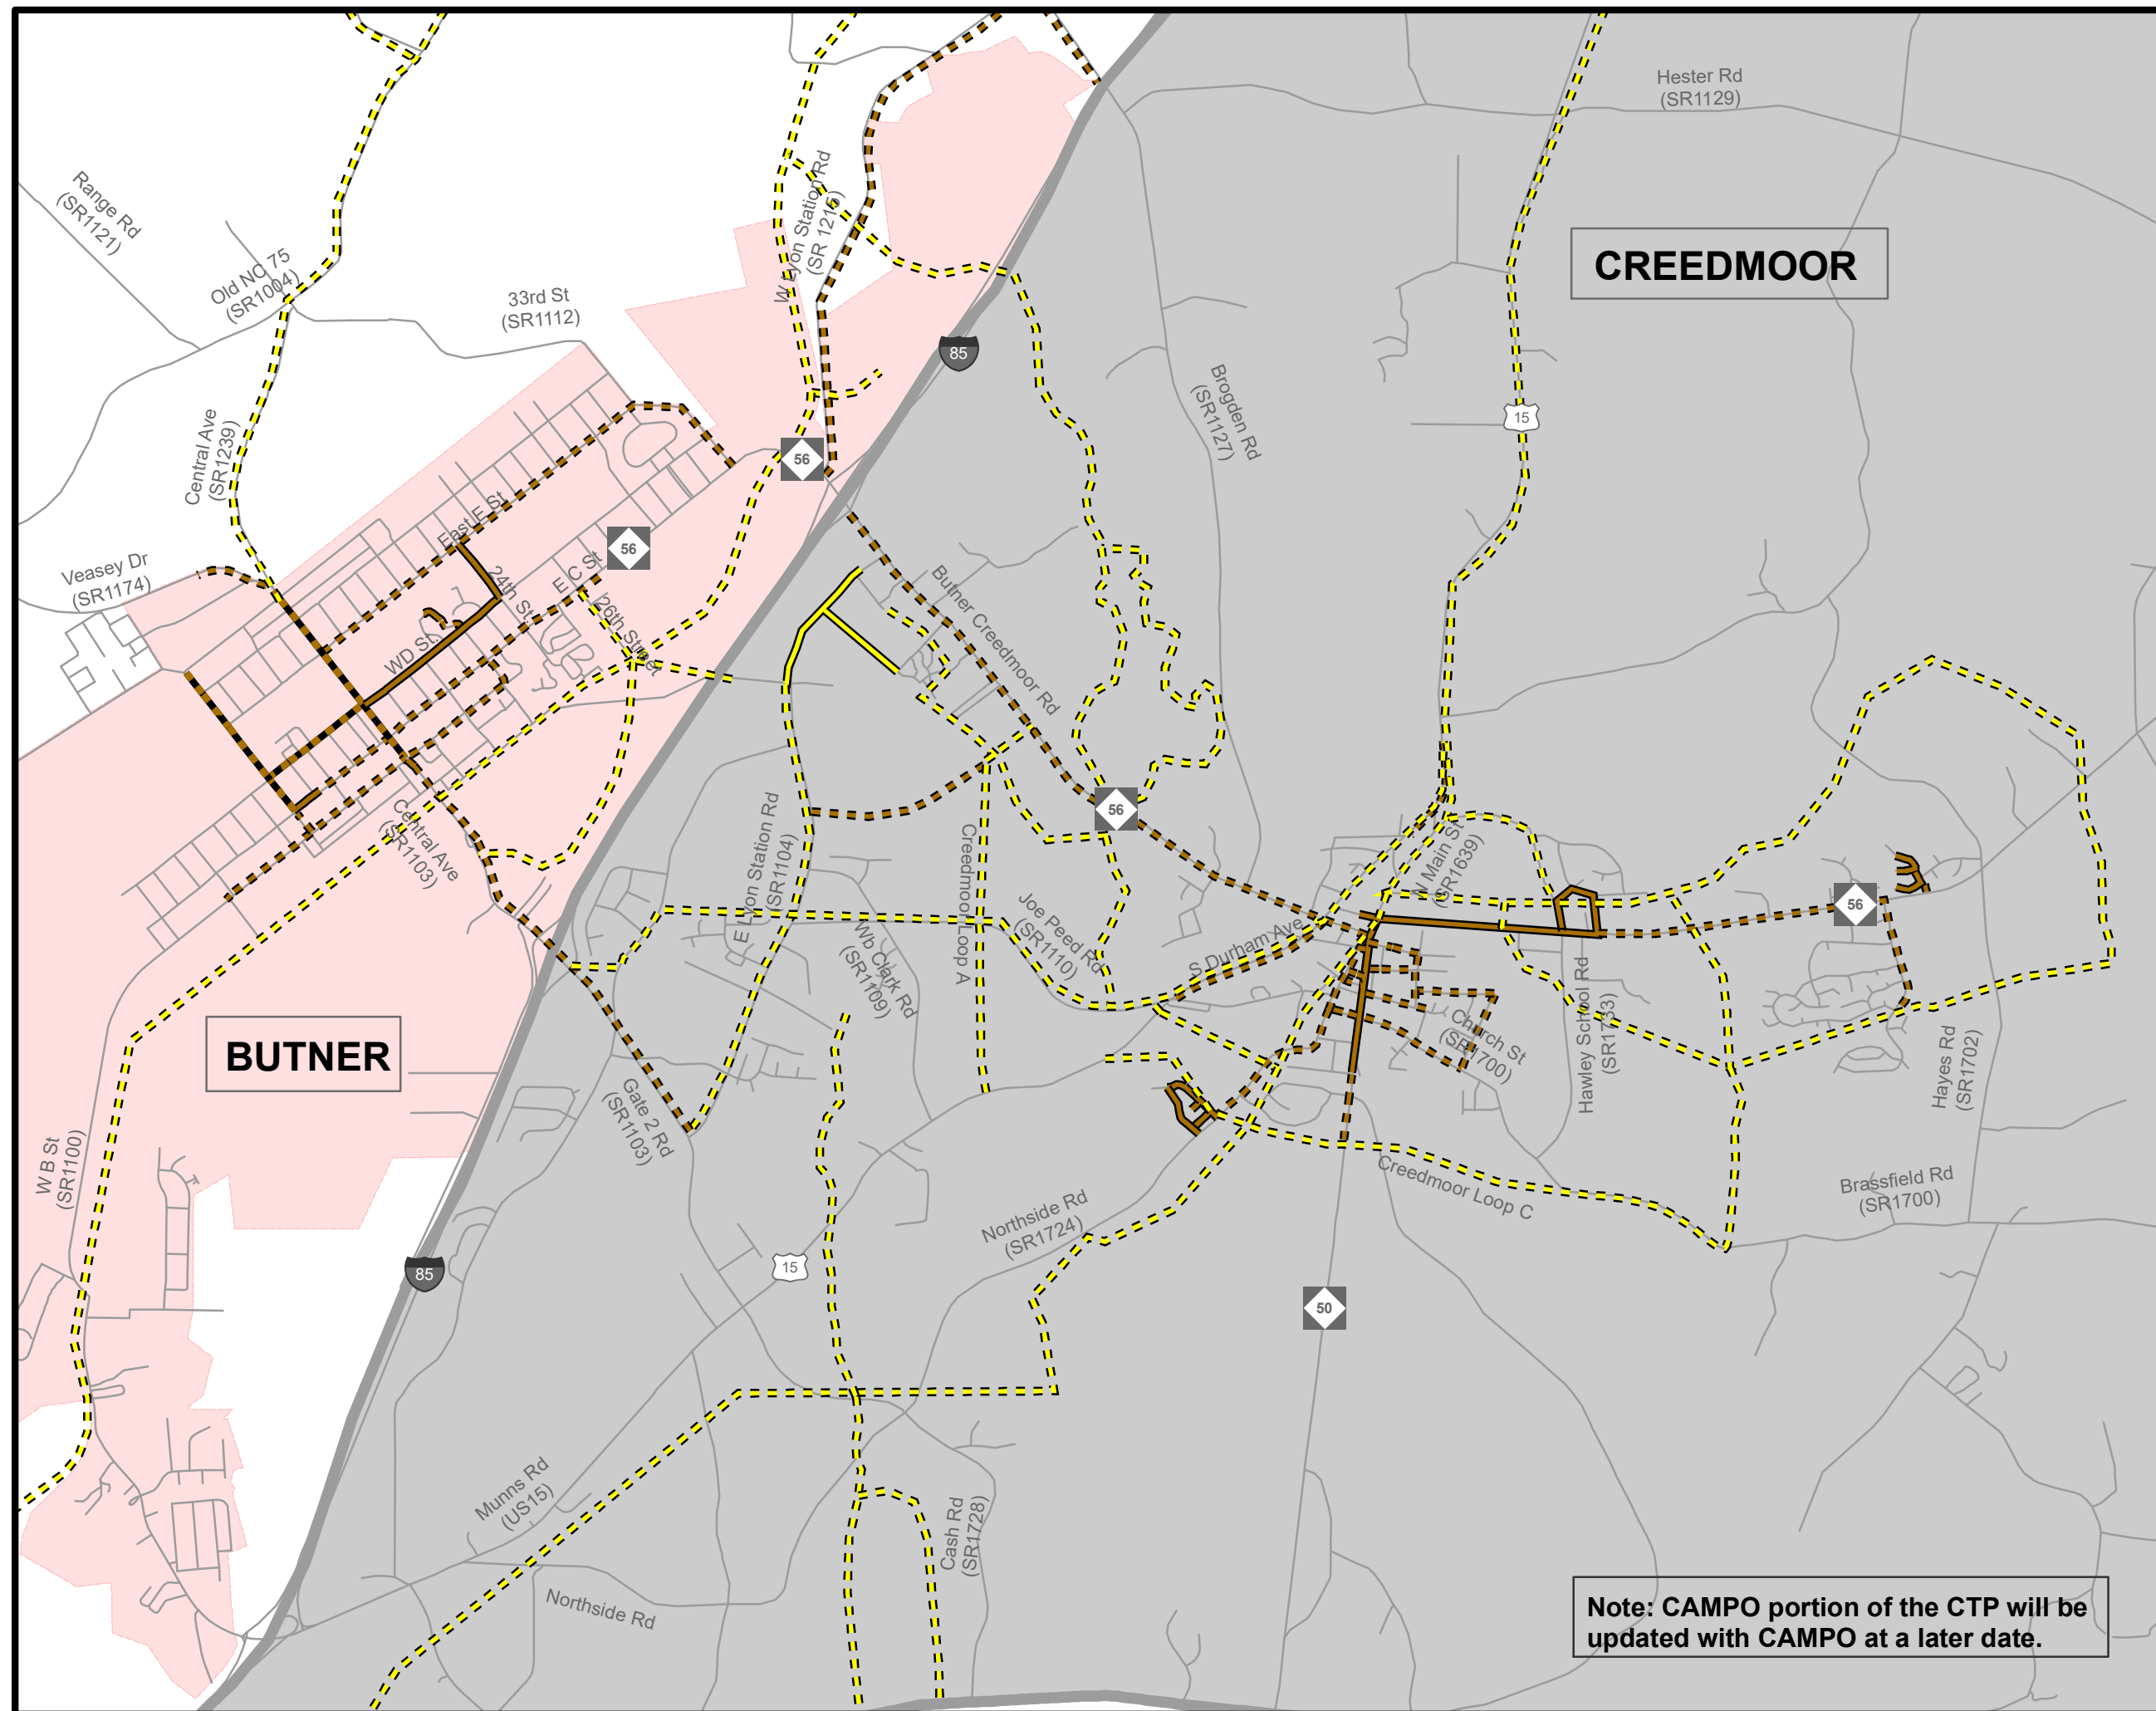 Hester Rd
(SR1129)
Range Rd
(SR1121)
W Lyon Station Rd
(SR 1215)
CREEDMOOR
Old NC 75
(SR1004)
33rd St
(SR1112)
85
Brogden Rd
(SR1127)
15
Central Ave
(SR1239)
56
East E St
56
Veasey Dr
(SR1174)
24th St
E C St
26th Street
Butner Creedmoor Rd
WD St
56
Central Ave
(SR1103)
E Lyon Station Rd
(SR1104)
Creedmoor Loop A
N Main St
(SR1639)
56
Joe Peed Rd
(SR1110)
S Durham Ave
Wb Clark Rd
(SR1109)
Hawley School Rd
(SR1733)
Church St
(SR1700)
BUTNER
Hayes Rd
(SR1702)
Gate 2 Rd
(SR1103)
W B St
(SR1100)
Creedmoor Loop C
Brassfield Rd
(SR1700)
Northside Rd
(SR1724)
85
15
50
Munns Rd
(US15)
Cash Rd
(SR1728)
Northside Rd
Note: CAMPO portion of the CTP will be
updated with CAMPO at a later date.